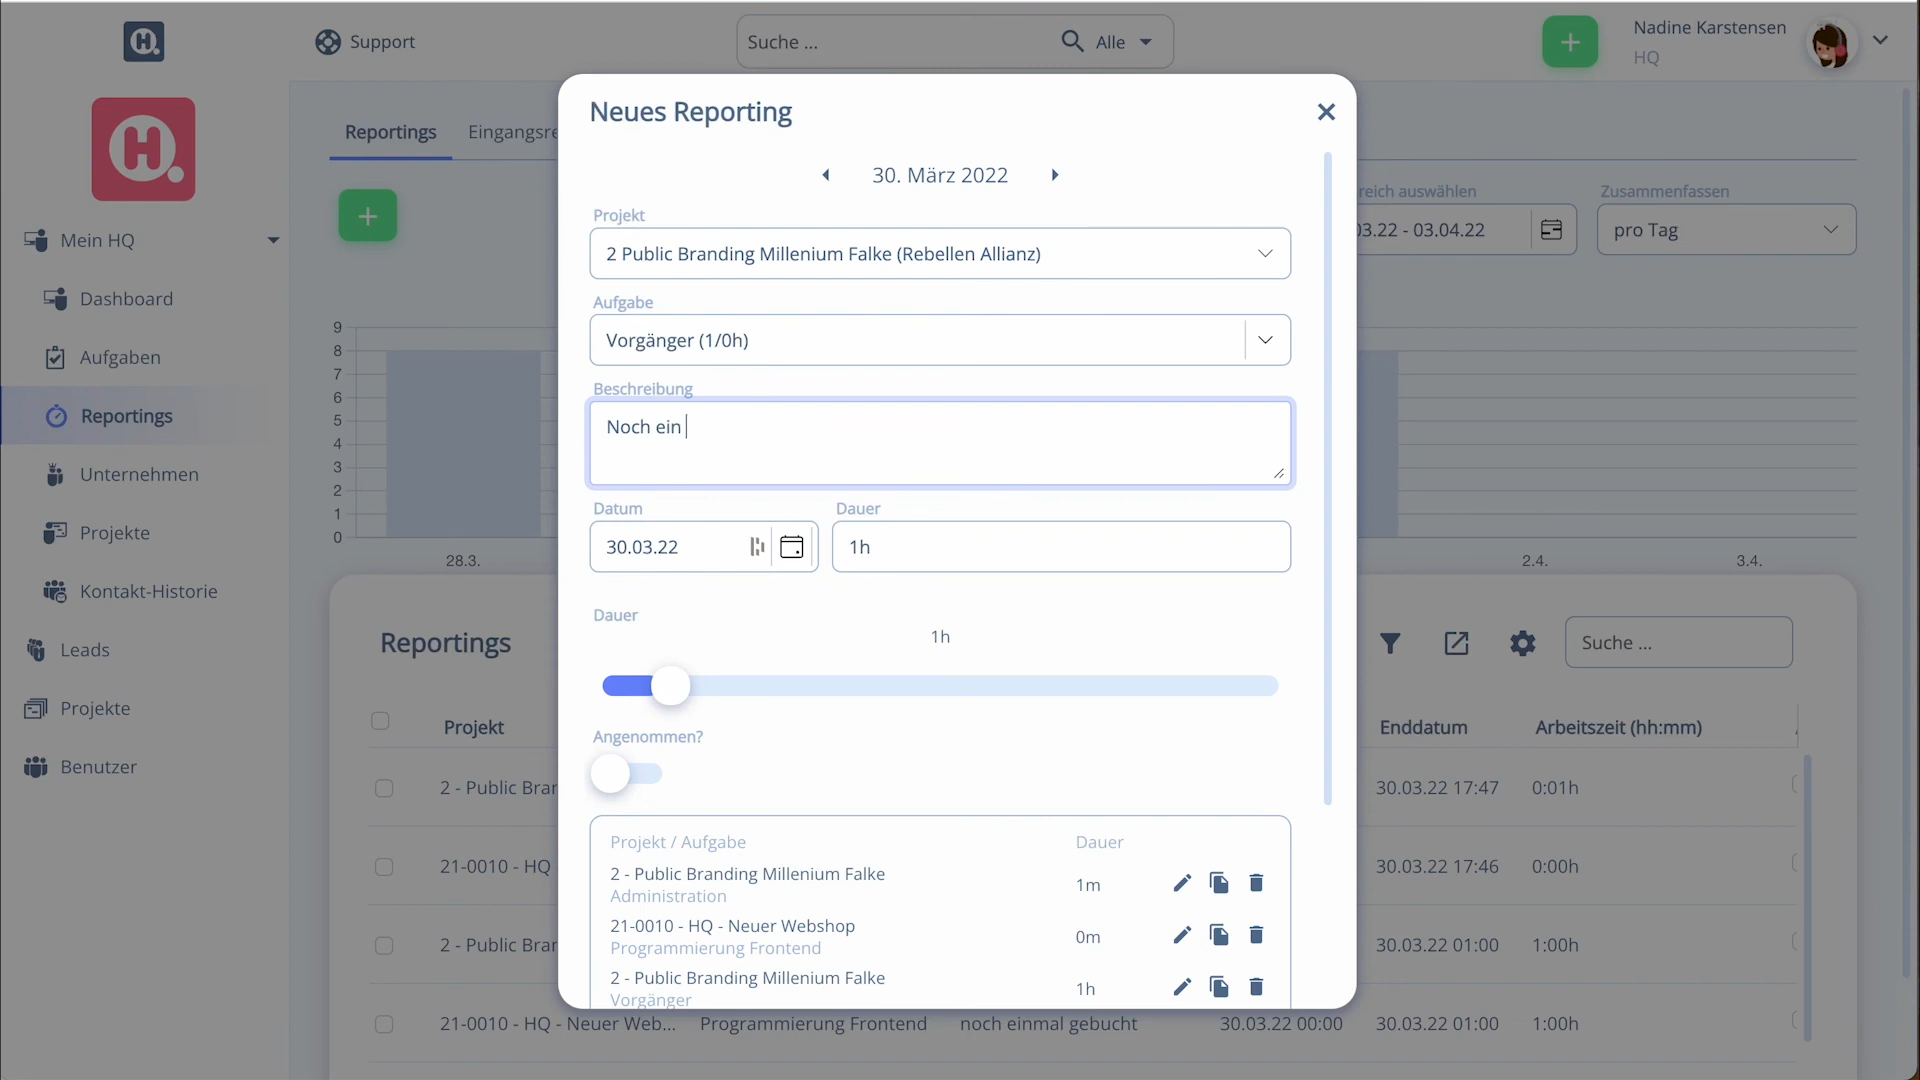 Support
Suche ...
Alle
Nadine Karstensen
HQ
Reportings
Neues Reporting
30. März 2022
Projekt
2 Public Branding Millenium Falke (Rebellen Allianz)
Aufgabe
Vorgänger (1/0h)
Beschreibung
Noch ein
Datum
Dauer
30.03.22
1h
Dauer
1h
Angenommen?
Projekt / Aufgabe
Dauer
2 - Public Branding Millenium Falke
Administration
1m
21-0010 - HQ - Neuer Webshop
Programmierung Frontend
0m
2 - Public Branding Millenium Falke
Vorgänger
1h
Mein HQ
Dashboard
Aufgaben
Reportings
Unternehmen
Projekte
Kontakt-Historie
Leads
Projekte
Benutzer
auswählen
03.22 - 03.04.22
Zusammenfassen
pro Tag
9
8
7
6
5
4
3
2
1
0
28.3.
2.4.
3.4.
Reportings
Suche ...
Projekt
Enddatum
Arbeitszeit (hh:mm)
2 - Public
30.03.22 17:47
0:01h
21-0010 - HQ
30.03.22 17:46
0:00h
2 - Public
30.03.22 01:00
1:00h
21-0010 - HQ - Neuer Web...
Programmierung Frontend
noch einmal gebucht
30.03.22 00:00
30.03.22 01:00
1:00h